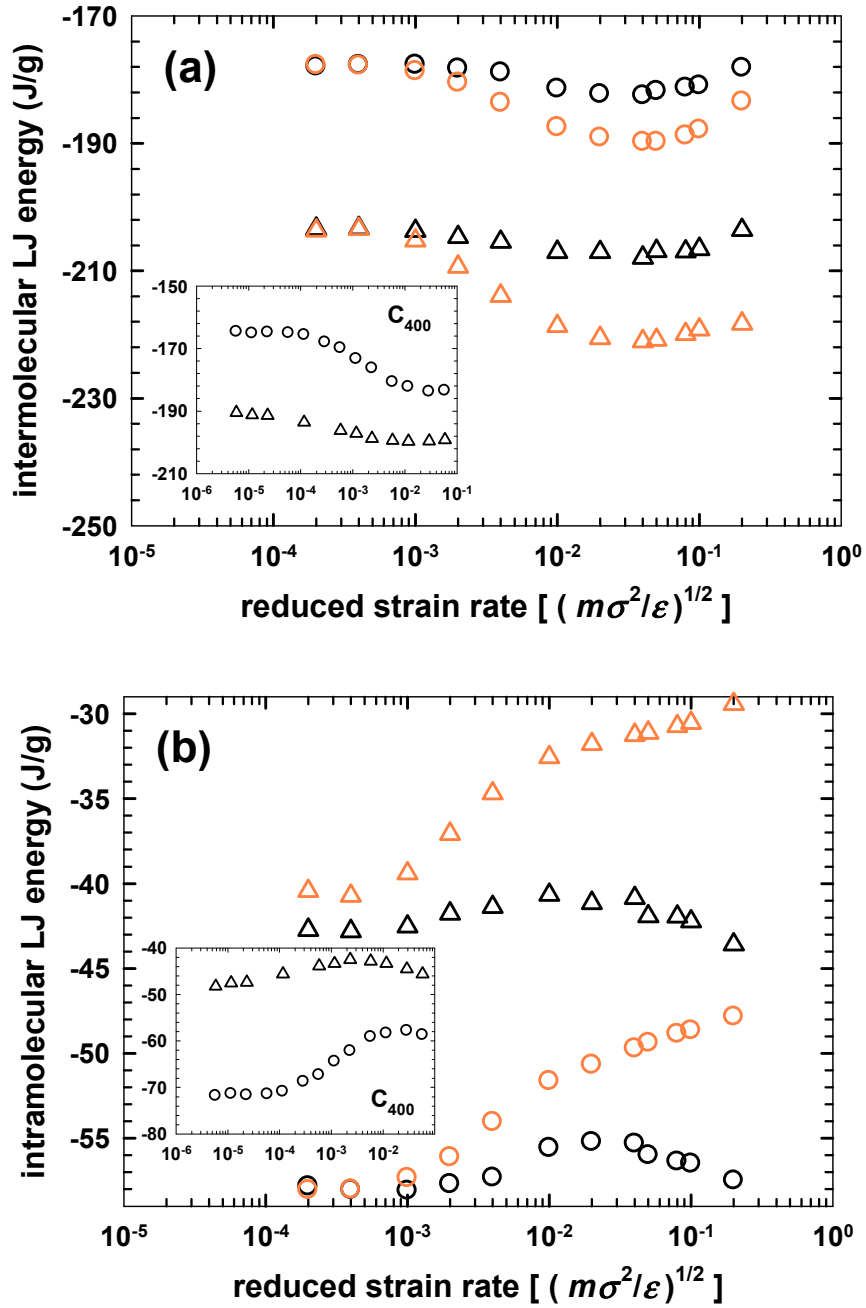 -170
(a)
-190
-210
-230
-250
intermolecular LJ energy (J/g)
-150
-170
-190
-210
C400
10-6 10-5 10-4 10-3 10-2 10-1
10-5 10-4 10-3 10-2 10-1 100
reduced strain rate [ ( mσ2/ε)1/2 ]
-30
(b)
-35
-40
-45
-50
-55
intramolecular LJ energy (J/g)
-40
-50
-60
-70
-80
C400
10-6 10-5 10-4 10-3 10-2
10-5 10-4 10-3 10-2 10-1 100
reduced strain rate [ ( mσ2/ε)1/2 ]